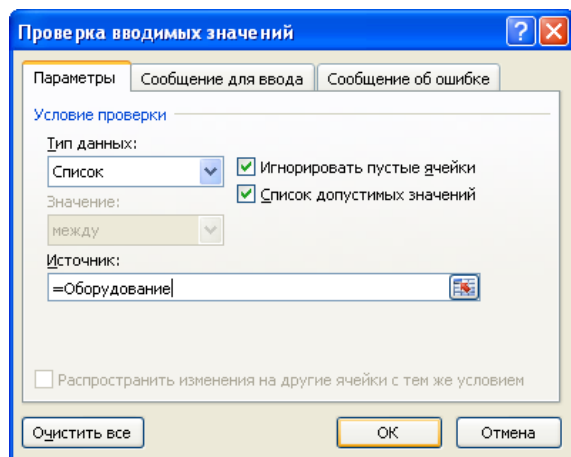 Проверка вводимых значений
Параметры Сообщение для ввода Сообщение об ошибке
Условие проверки
Тип данных:
Список
Игнорировать пустые ячейки
Значение:
Список допустимых значений
между
Источник:
=Оборудование
Распространить изменения на другие ячейки с тем же условием
Очистить все ОК Отмена